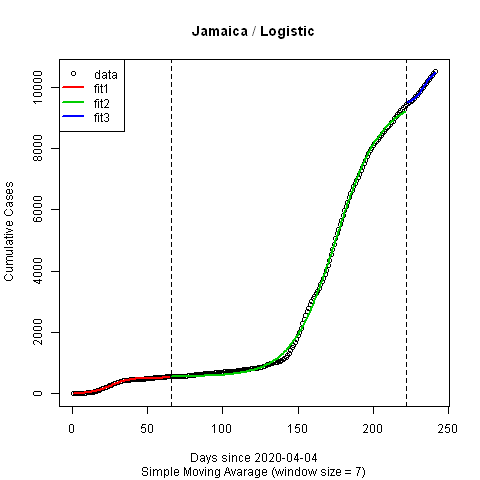 Jamaica / Logistic
data
fit1
fit2
fit3
Cumulative Cases
0
2000
4000
6000
8000
10000
0 50 100 150 200 250
Days since 2020-04-04
Simple Moving Avarage (window size = 7)